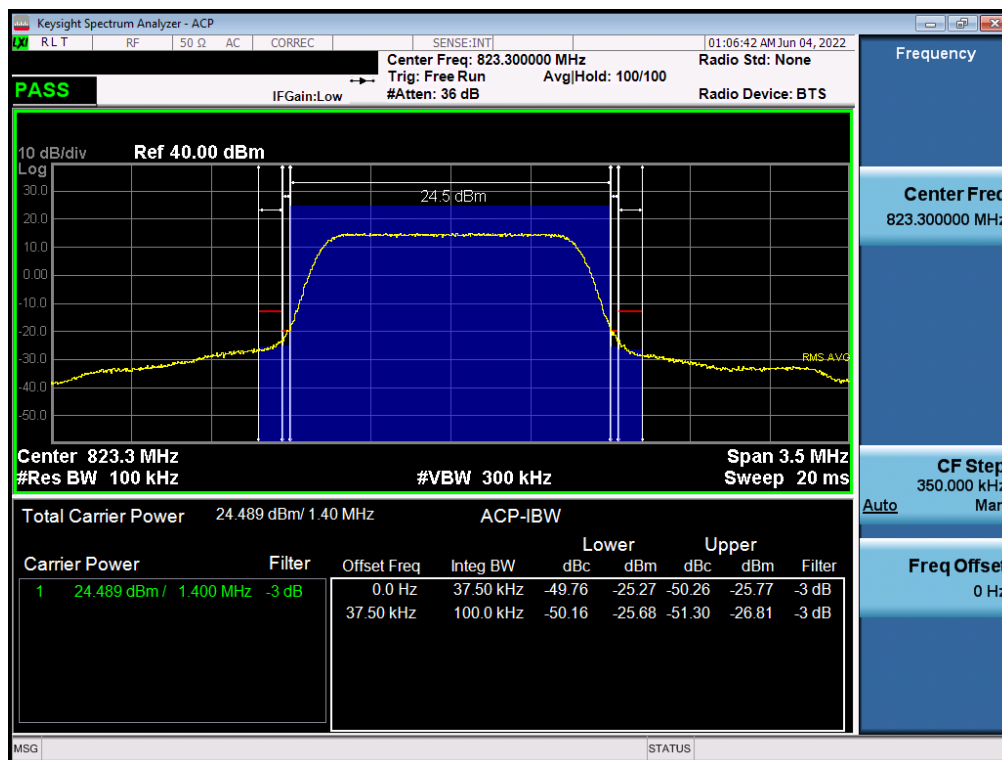 Keysight Spectrum Analyzer - ACP
LXI RLT RF 50 Ω AC CORREC SENSE:INT 01:06:42 AM Jun 04, 2022
Center Freq: 823.300000 MHz Radio Std: None
Trig: Free Run Avg|Hold: 100/100
PASS IFGain:Low #Atten: 36 dB Radio Device: BTS
10 dB/div Ref 40.00 dBm
Log
30.0
24.5 dBm
20.0
10.0
0.00
-10.0
-20.0
-30.0
RMS AVG
-40.0
-50.0
Center 823.3 MHz Span 3.5 MHz
#Res BW 100 kHz #VBW 300 kHz Sweep 20 ms
Total Carrier Power 24.489 dBm/ 1.40 MHz ACP-IBW
Lower Upper
Carrier Power Filter Offset Freq Integ BW dBc dBm dBc dBm Filter
1 24.489 dBm / 1.400 MHz -3 dB 0.0 Hz 37.50 kHz -49.76 -25.27 -50.26 -25.77 -3 dB
37.50 kHz 100.0 kHz -50.16 -25.68 -51.30 -26.81 -3 dB
MSG STATUS
Frequency
Center Freq
823.300000 MHz
CF Step
350.000 kHz
Auto Man
Freq Offset
0 Hz